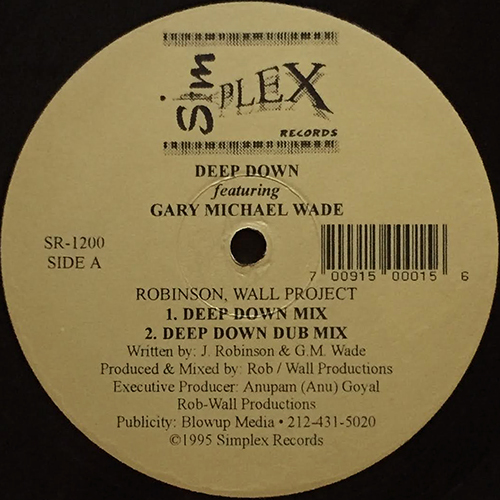 Simplex
RECORDS
DEEP DOWN
featuring
GARY MICHAEL WADE
SR-1200
SIDE A
7 00915 00015 6
ROBINSON, WALL PROJECT
1. DEEP DOWN MIX
2. DEEP DOWN DUB MIX
Written by: J. Robinson & G.M. Wade
Produced & Mixed by: Rob / Wall Productions
Executive Producer: Anupam (Anu) Goyal
Rob-Wall Productions
Publicity: Blowup Media • 212-431-5020
©1995 Simplex Records